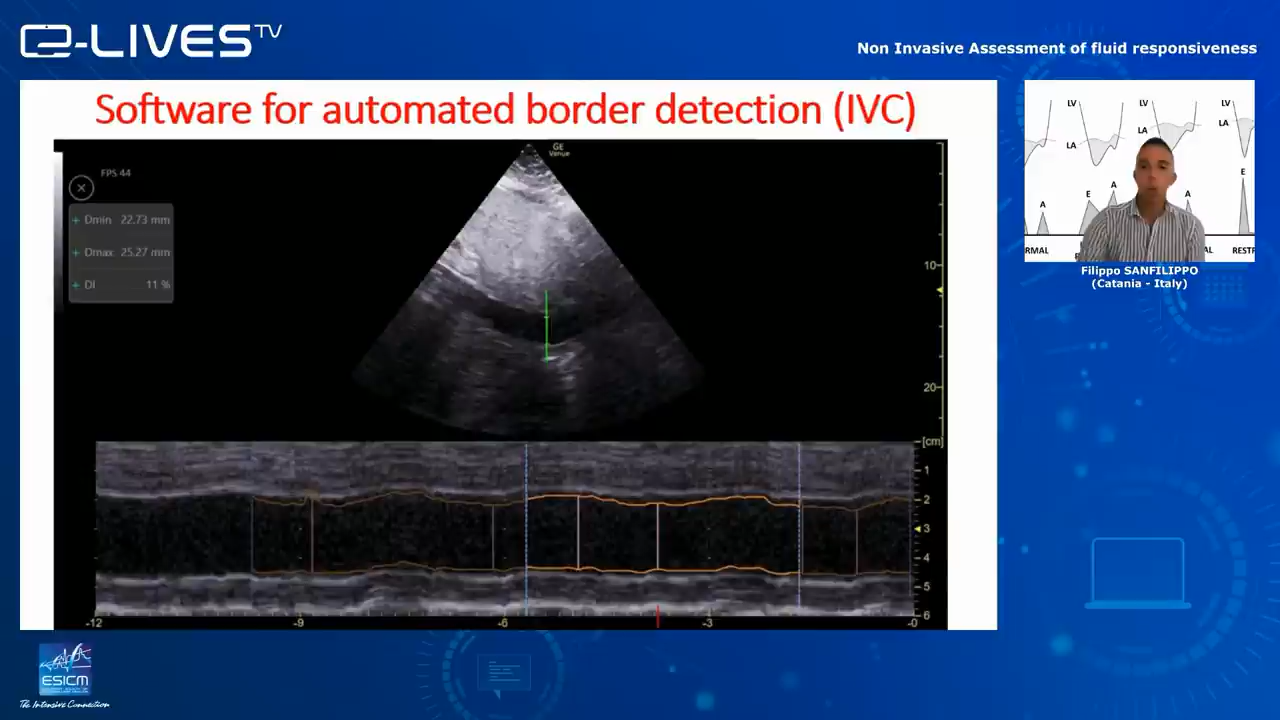 e-LIVES TV
Non Invasive Assessment of fluid responsiveness
Software for automated border detection (IVC)
GE
Venue
FPS 44
+ Dmin 22.73 mm
+ Dmax 25.27 mm
+ DI 11 %
10
20
[cm]
1
2
3
4
5
6
-12
-9
-6
-3
-0
LV
LV
LV
LA
LA
LA
E
A
E
A
A
RMAL
AL
RESTR
Filippo SANFILIPPO
(Catania - Italy)
ESICM
The Intensive Connection